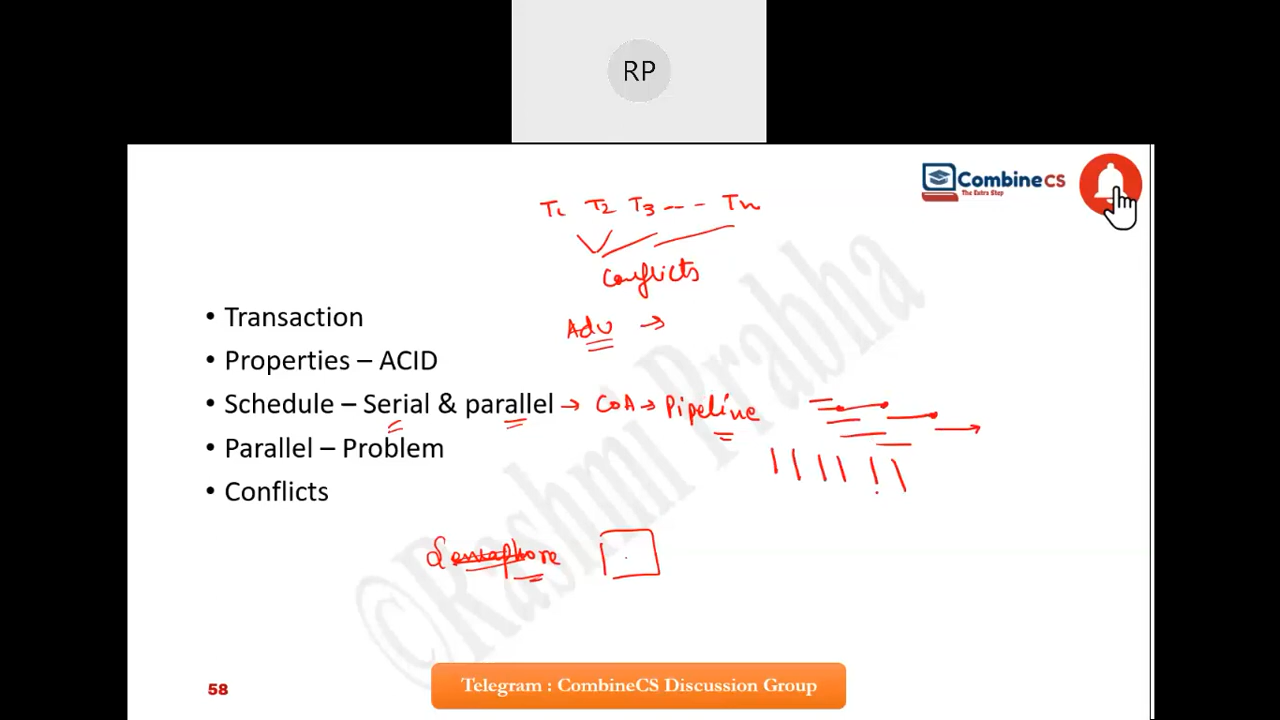 RP
CombineCS
The Extra Step
T1 T2 T3 -- - Tn
Conflicts
• Transaction
Adv →
• Properties – ACID
• Schedule – Serial & parallel → COA → Pipeline
• Parallel – Problem
• Conflicts
Semaphore
©Rashmi Prabha
58
Telegram : CombineCS Discussion Group